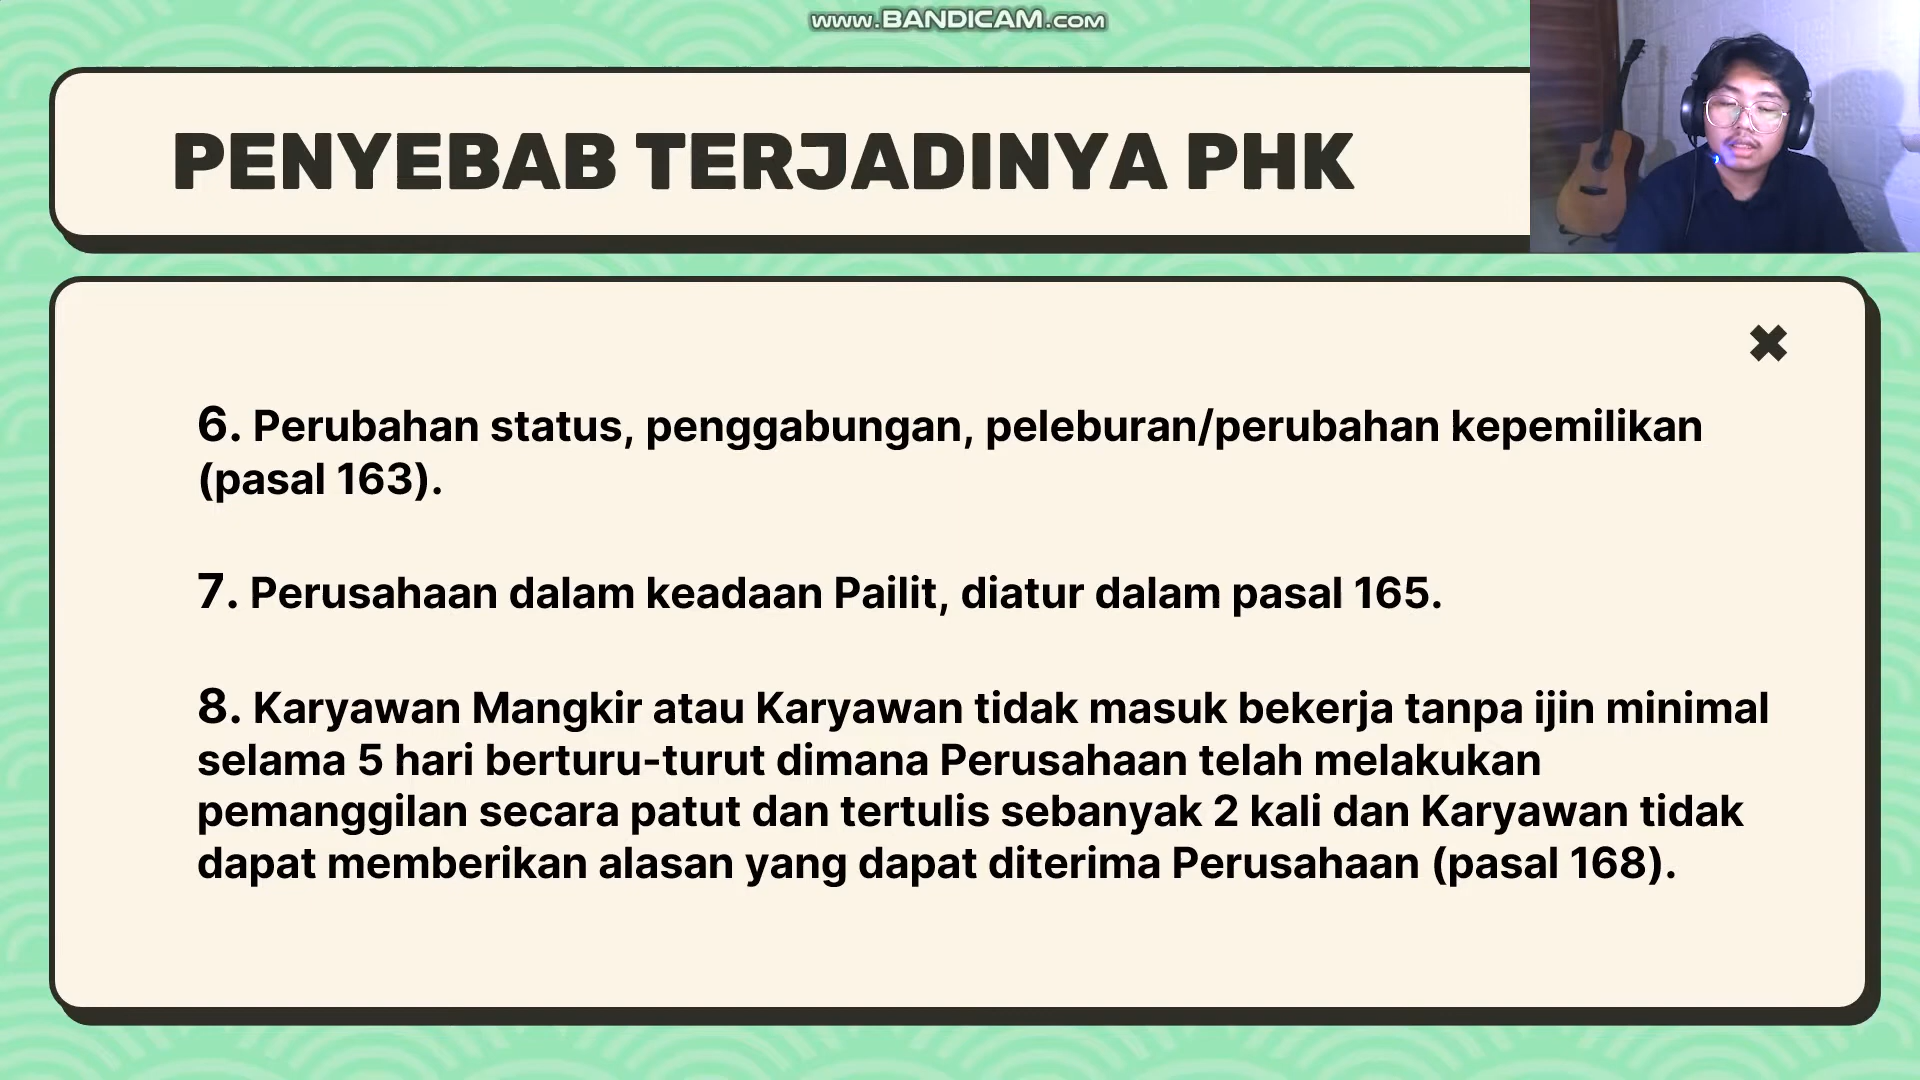 www.BANDICAM.com
PENYEBAB TERJADINYA PHK
6. Perubahan status, penggabungan, peleburan/perubahan kepemilikan
(pasal 163).
7. Perusahaan dalam keadaan Pailit, diatur dalam pasal 165.
8. Karyawan Mangkir atau Karyawan tidak masuk bekerja tanpa ijin minimal
selama 5 hari berturu-turut dimana Perusahaan telah melakukan
pemanggilan secara patut dan tertulis sebanyak 2 kali dan Karyawan tidak
dapat memberikan alasan yang dapat diterima Perusahaan (pasal 168).